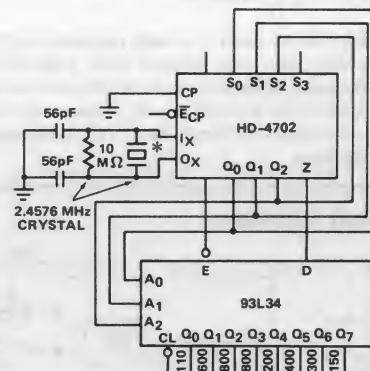 S0 S1 S2 S3
CP
ECP
IX
OX
HD-4702
Q0 Q1 Q2 Z
56pF
10
MΩ
*
56pF
2.4576 MHz
CRYSTAL
E D
A0
A1
A2
93L34
CL Q0 Q1 Q2 Q3 Q4 Q5 Q6 Q7
110
600
800
800
200
400
300
150